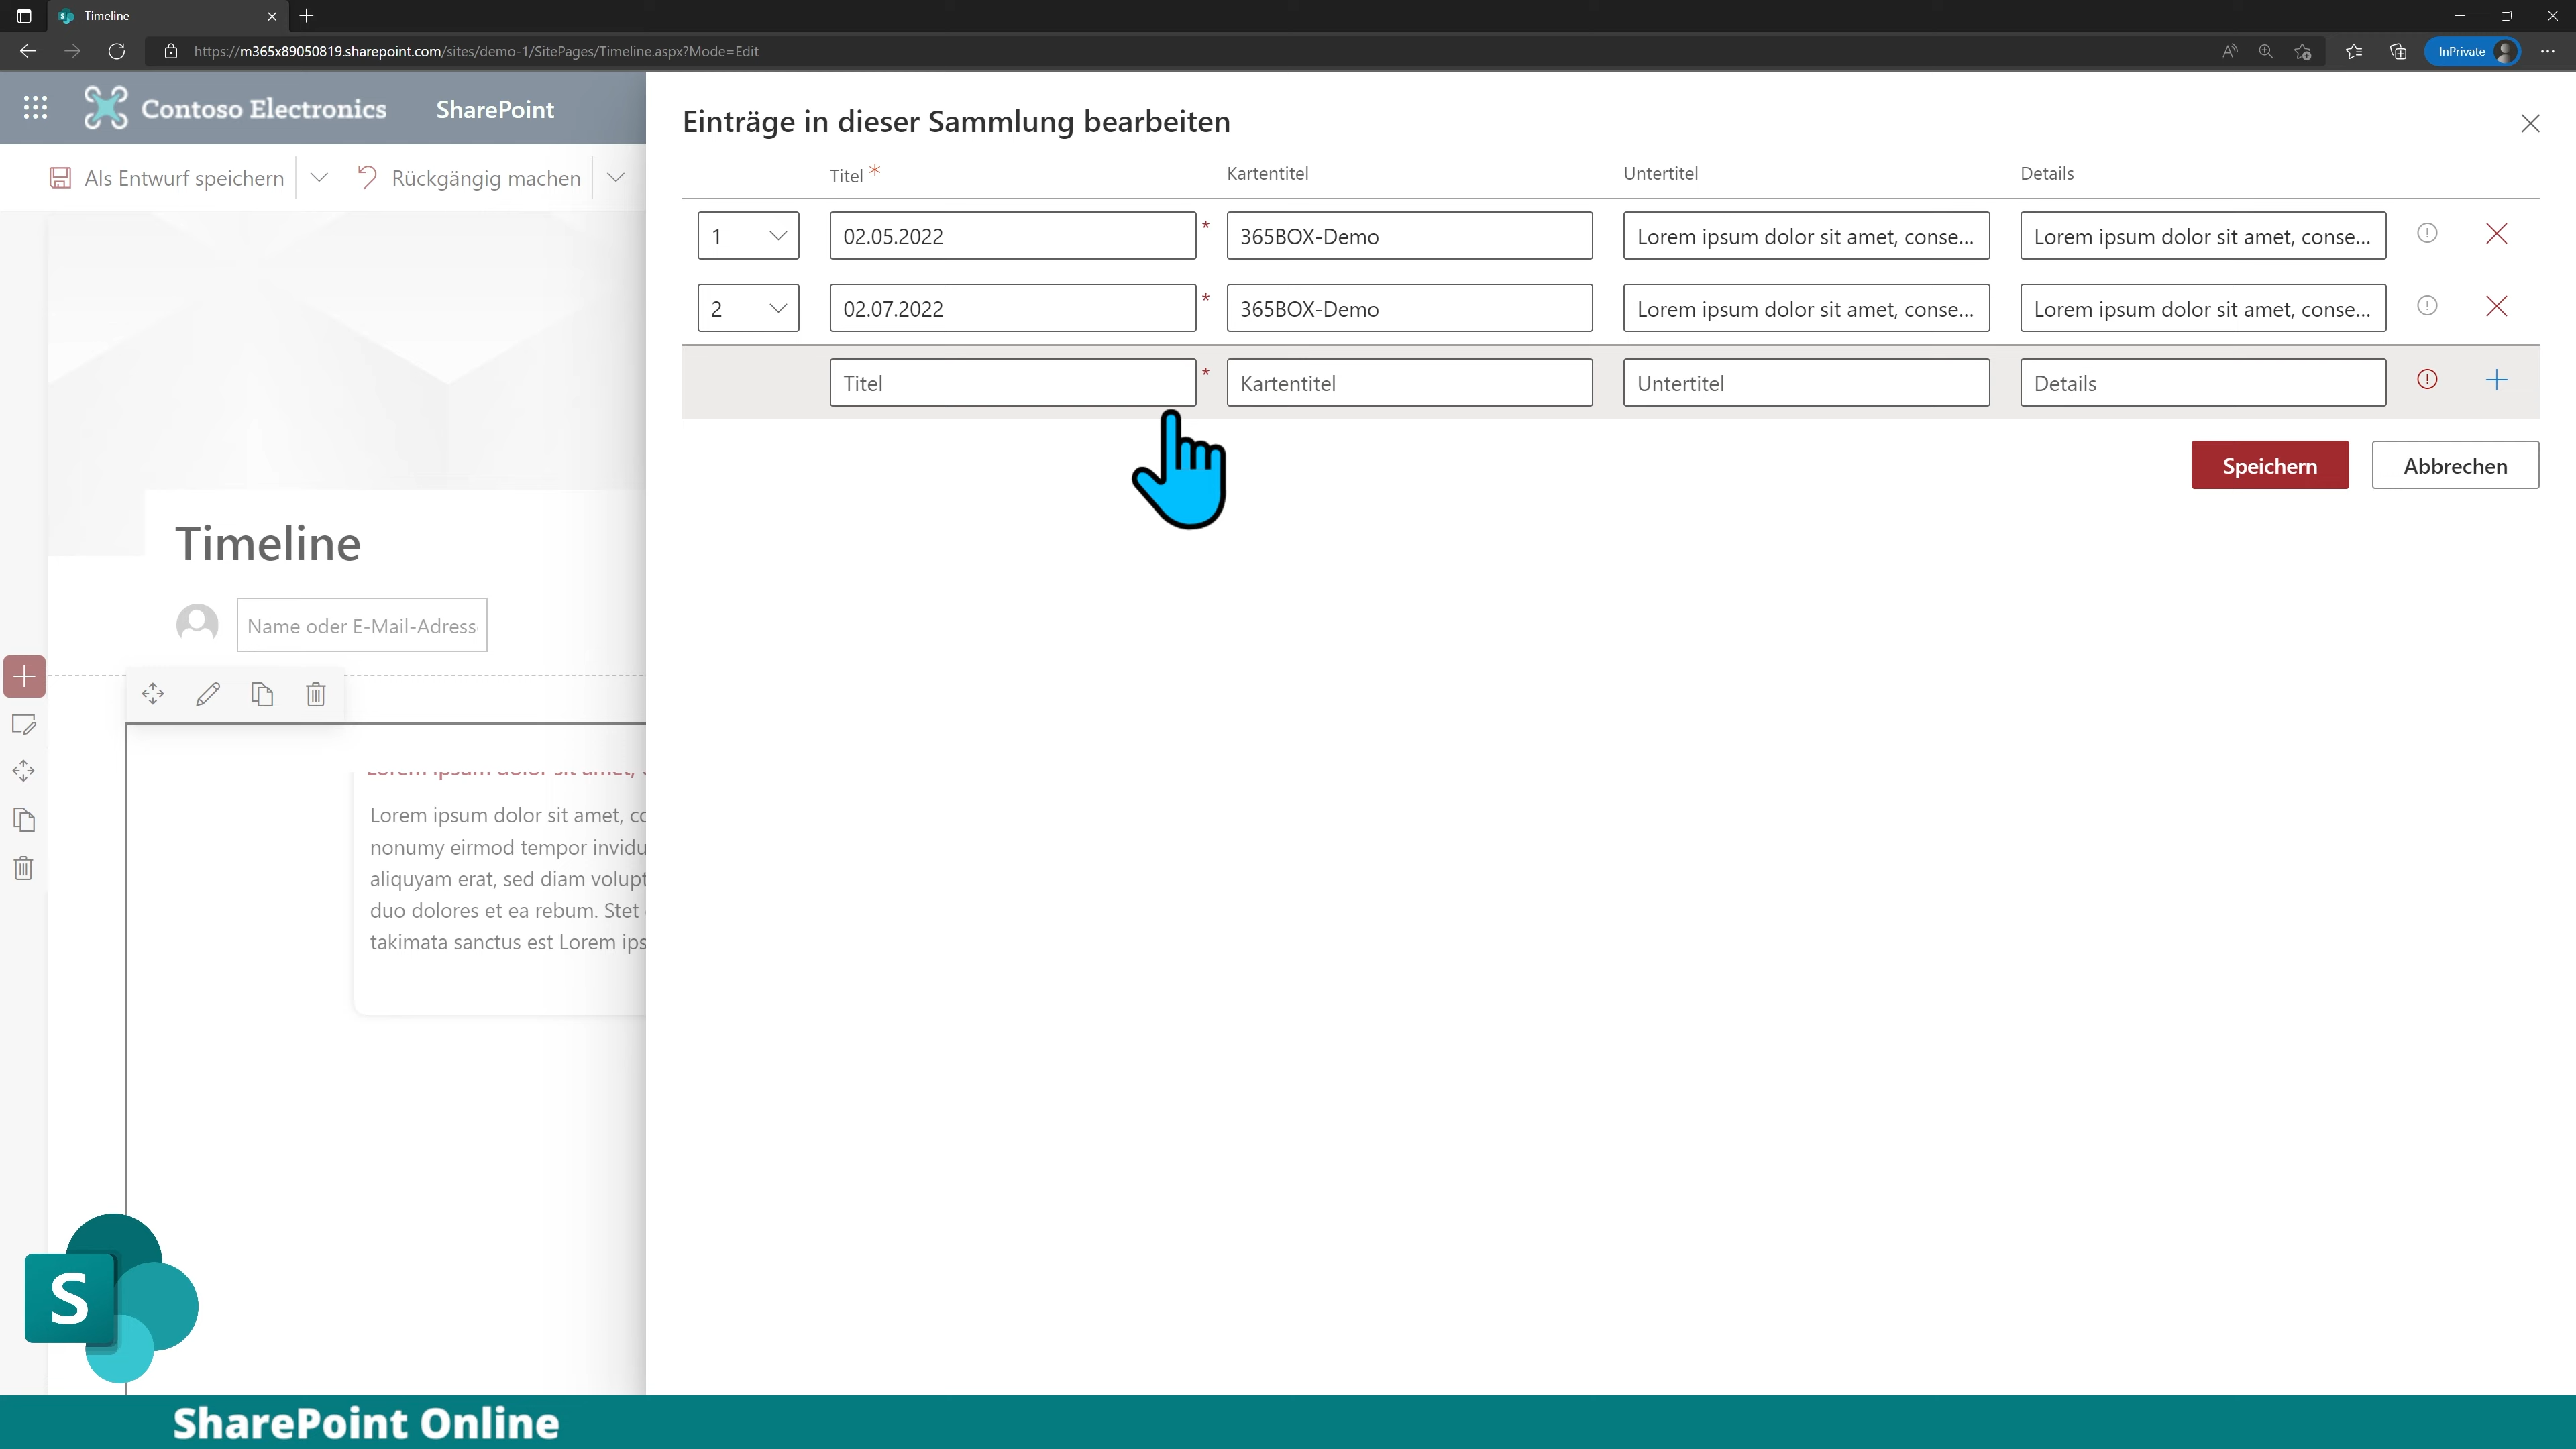 Timeline
https://m365x89050819.sharepoint.com/sites/demo-1/SitePages/Timeline.aspx?Mode=Edit
InPrivate
Contoso Electronics
SharePoint
Als Entwurf speichern
Rückgängig machen
Timeline
Name oder E-Mail-Adress
Lorem ipsum dolor sit amet,
Lorem ipsum dolor sit amet, co
nonumy eirmod tempor invidu
aliquyam erat, sed diam volupt
duo dolores et ea rebum. Stet
takimata sanctus est Lorem ips
Einträge in dieser Sammlung bearbeiten
Titel *
Kartentitel
Untertitel
Details
1
02.05.2022
*
365BOX-Demo
Lorem ipsum dolor sit amet, conse...
Lorem ipsum dolor sit amet, conse...
2
02.07.2022
*
365BOX-Demo
Lorem ipsum dolor sit amet, conse...
Lorem ipsum dolor sit amet, conse...
Titel
*
Kartentitel
Untertitel
Details
Speichern
Abbrechen
S
SharePoint Online